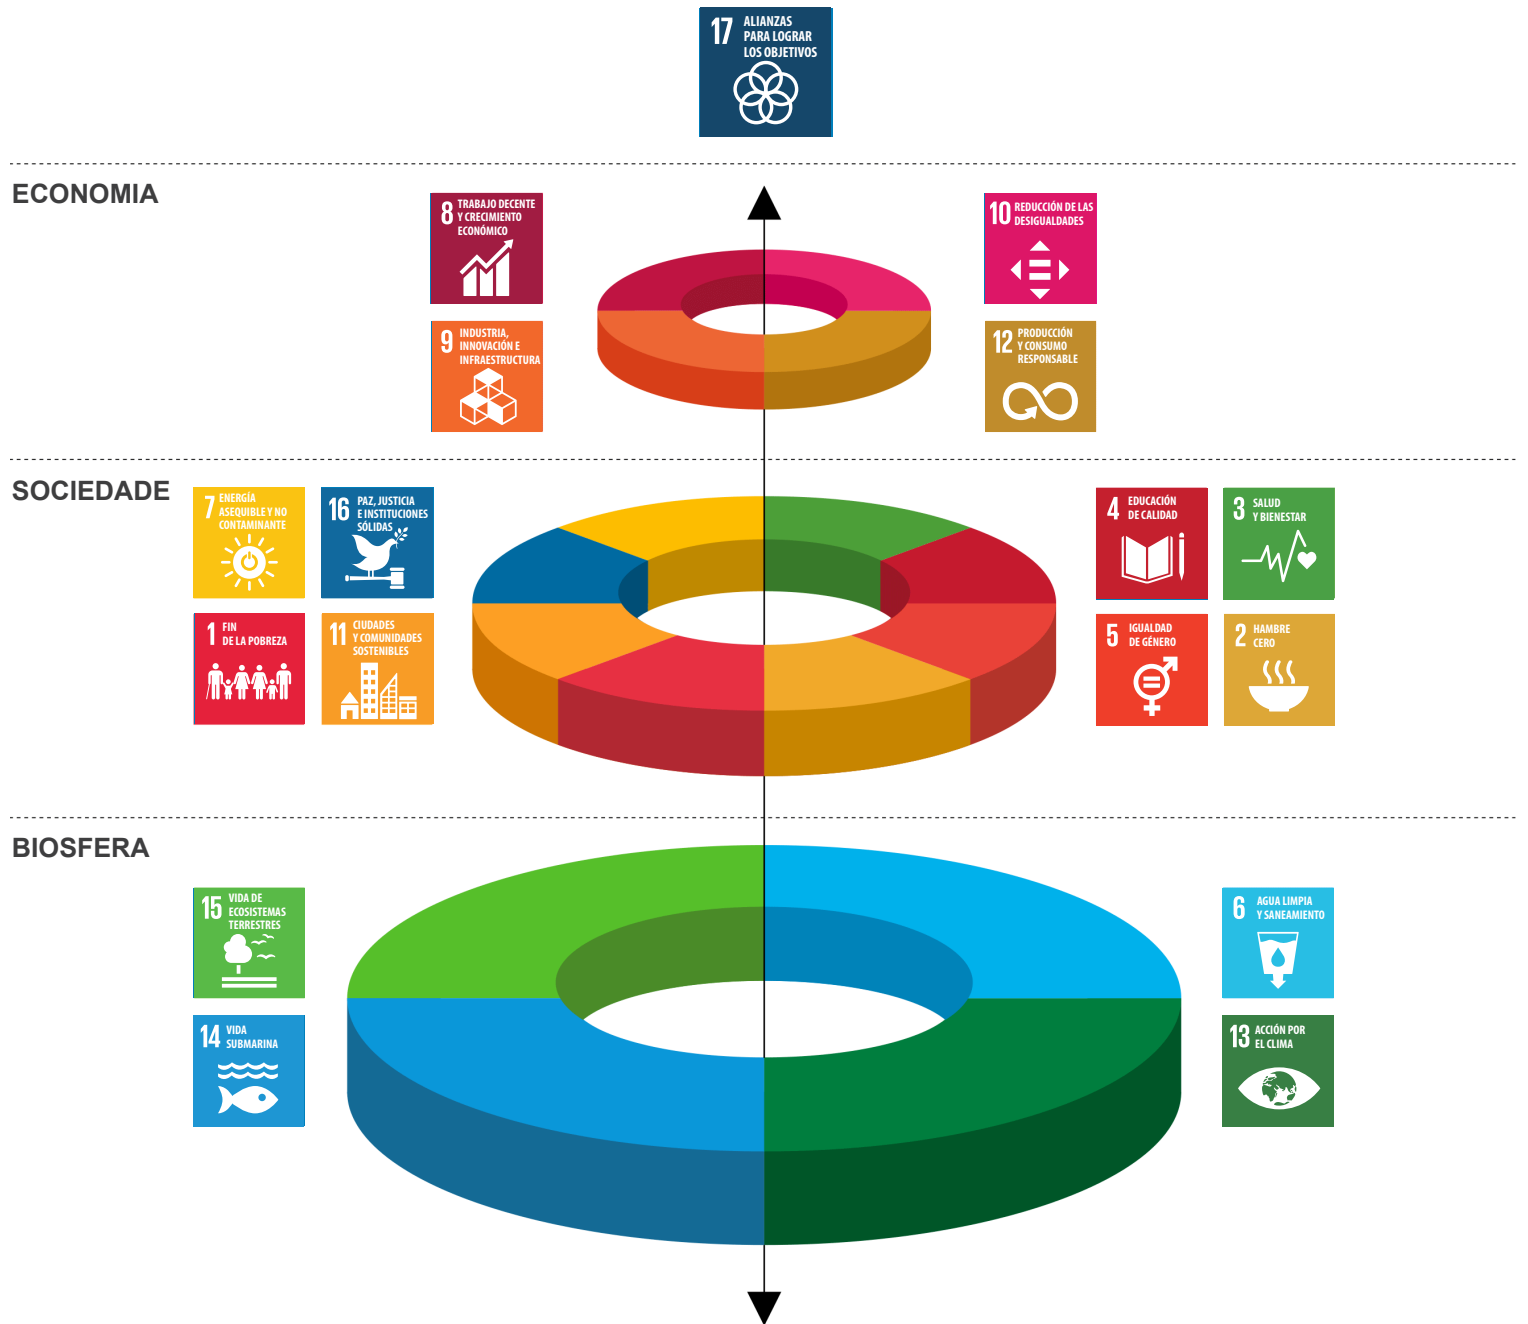 17 ALIANZAS
PARA LOGRAR
LOS OBJETIVOS
ECONOMIA
8 TRABAJO DECENTE
Y CRECIMIENTO
ECONÓMICO
10 REDUCCIÓN DE LAS
DESIGUALDADES
9 INDUSTRIA,
INNOVACIÓN E
INFRAESTRUCTURA
12 PRODUCCIÓN
Y CONSUMO
RESPONSABLE
SOCIEDADE
7 ENERGÍA
ASEQUIBLE Y NO
CONTAMINANTE
16 PAZ, JUSTICIA
E INSTITUCIONES
SÓLIDAS
4 EDUCACIÓN
DE CALIDAD
3 SALUD
Y BIENESTAR
1 FIN
DE LA POBREZA
11 CIUDADES
Y COMUNIDADES
SOSTENIBLES
5 IGUALDAD
DE GÉNERO
2 HAMBRE
CERO
BIOSFERA
15 VIDA DE
ECOSISTEMAS
TERRESTRES
6 AGUA LIMPIA
Y SANEAMIENTO
14 VIDA
SUBMARINA
13 ACCIÓN POR
EL CLIMA